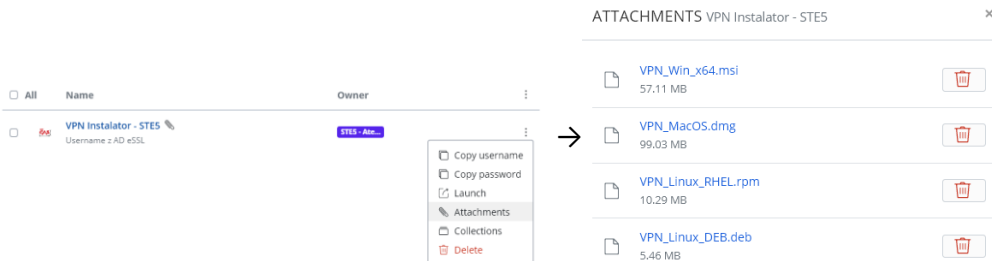 All Name Owner
VPN Instalator - STE5
STE5 - Ate...
Username z AD eSSL
Copy username
Copy password
Launch
Attachments
Collections
Delete
ATTACHMENTS VPN Instalator - STE5
VPN_Win_x64.msi
57.11 MB
VPN_MacOS.dmg
99.03 MB
VPN_Linux_RHEL.rpm
10.29 MB
VPN_Linux_DEB.deb
5.46 MB